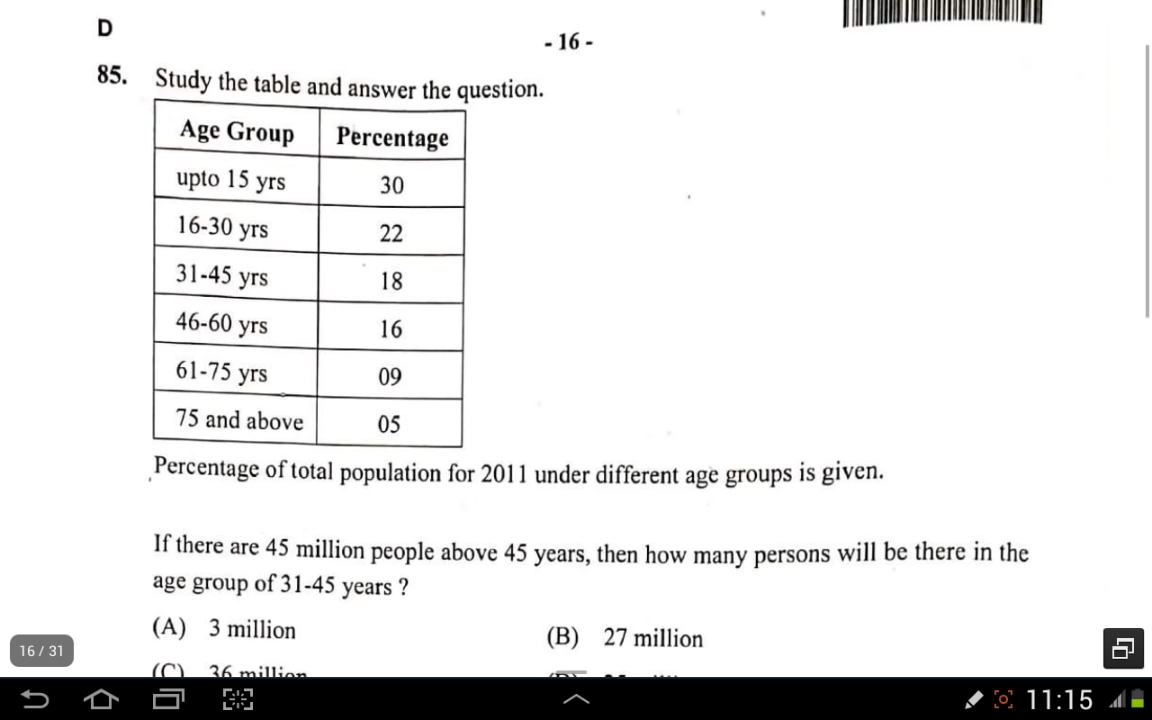 D
- 16 -
85. Study the table and answer the question.
Age Group Percentage
upto 15 yrs 30
16-30 yrs 22
31-45 yrs 18
46-60 yrs 16
61-75 yrs 09
75 and above 05
Percentage of total population for 2011 under different age groups is given.
If there are 45 million people above 45 years, then how many persons will be there in the
age group of 31-45 years ?
(A) 3 million (B) 27 million
16 / 31
(C) 36 million
11:15